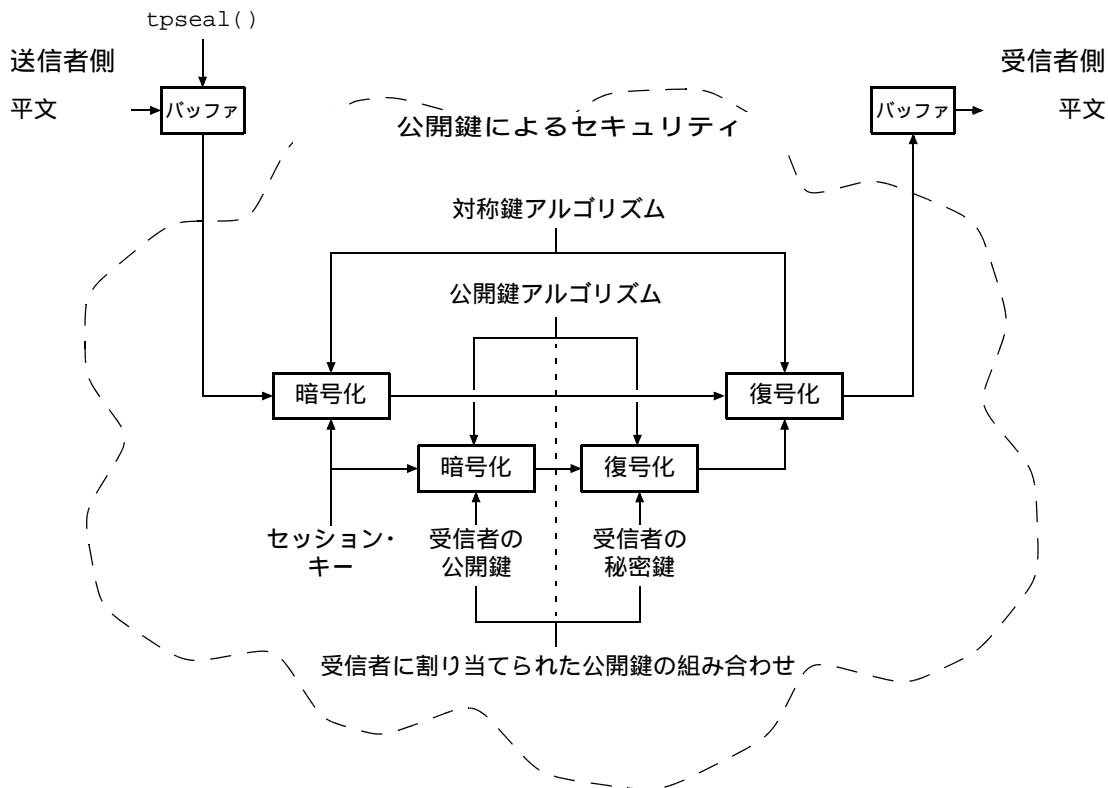 tpseal()
送信者側
受信者側
平文
バッファ
バッファ
平文
公開鍵によるセキュリティ
対称鍵アルゴリズム
公開鍵アルゴリズム
暗号化
復号化
暗号化
復号化
セッション・
キー
受信者の
公開鍵
受信者の
秘密鍵
受信者に割り当てられた公開鍵の組み合わせ